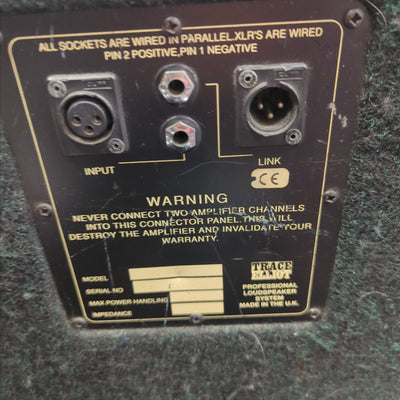 ALL SOCKETS ARE WIRED IN PARALLEL.XLR'S ARE WIRED
PIN 2 POSITIVE,PIN 1 NEGATIVE
INPUT
LINK
CE
WARNING
NEVER CONNECT TWO AMPLIFIER CHANNELS
INTO THIS CONNECTOR PANEL.THIS WILL
DESTROY THE AMPLIFIER AND INVALIDATE YOUR
WARRANTY.
MODEL
SERIAL NO
MAX POWER HANDLING
IMPEDANCE
TRACE
ELLIOT
PROFESSIONAL
LOUDSPEAKER
SYSTEM
MADE IN THE U.K.